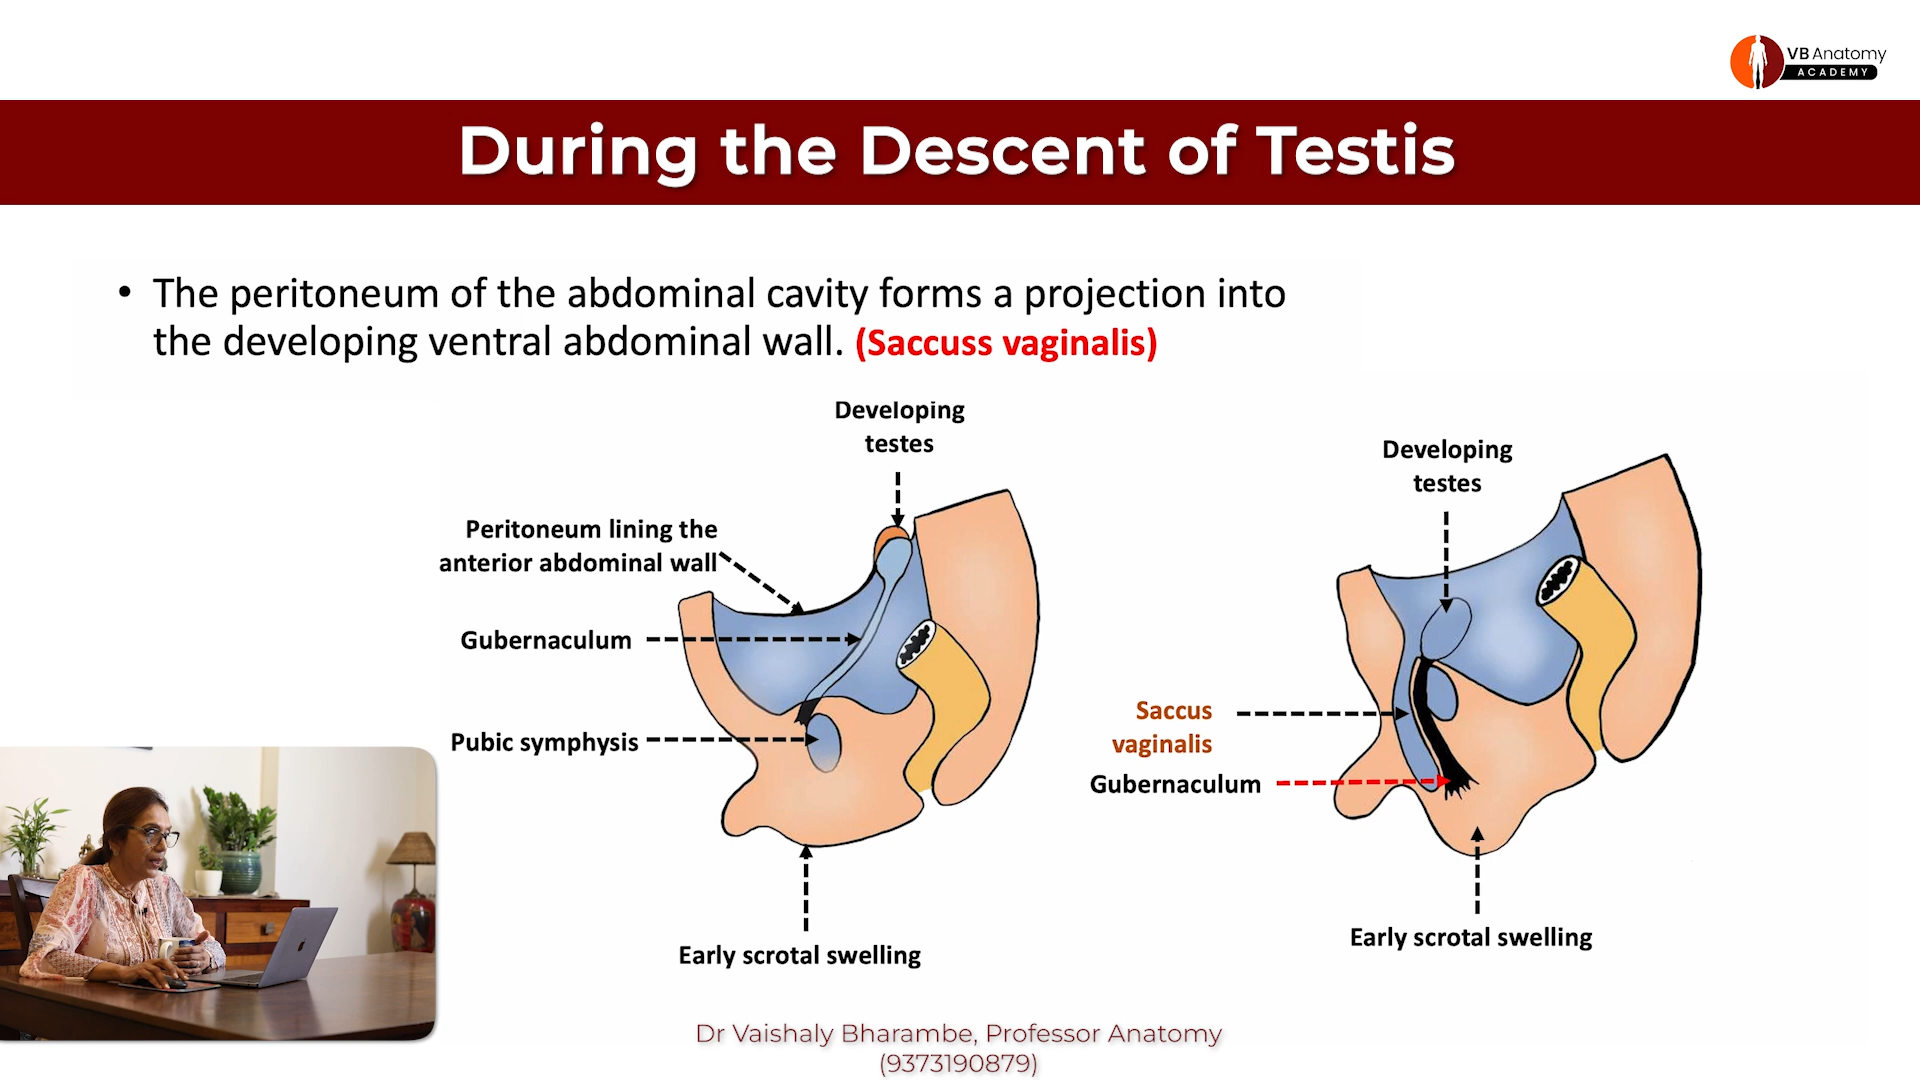 VB Anatomy
ACADEMY
During the Descent of Testis
• The peritoneum of the abdominal cavity forms a projection into
the developing ventral abdominal wall. (Saccuss vaginalis)
Developing
testes
Peritoneum lining the
anterior abdominal wall
Gubernaculum
Pubic symphysis
Early scrotal swelling
Developing
testes
Saccus
vaginalis
Gubernaculum
Early scrotal swelling
Dr Vaishaly Bharambe, Professor Anatomy
(9373190879)